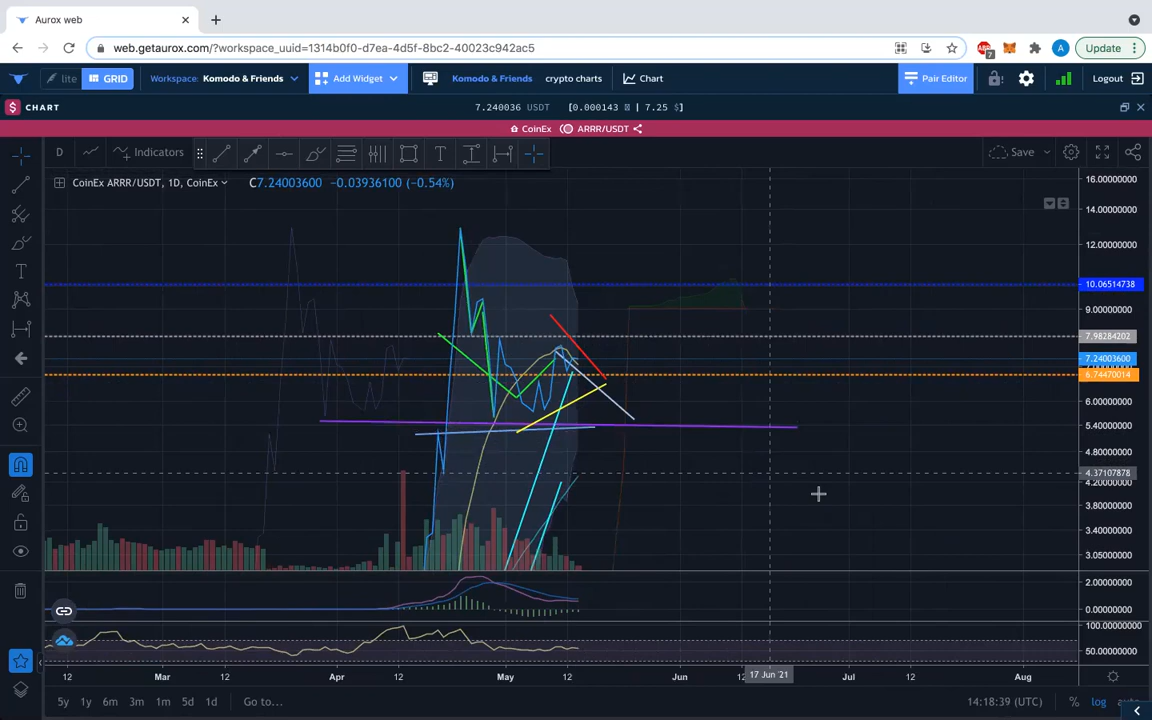 Aurox web
web.getaurox.com/?workspace_uuid=1314b0f0-d7ea-4d5f-8bc2-40023c942ac5
7
A
Update
lite
GRID
Workspace: Komodo & Friends
Add Widget
Komodo & Friends
crypto charts
Chart
Pair Editor
Logout
$ CHART
7.240036 USDT
CoinEx
ARRR/USDT
D
Indicators
Save
CoinEx ARRR/USDT, 1D, CoinEx
C7.24003600 −0.03936100 (−0.54%)
16.00000000
14.00000000
12.00000000
10.06514738
9.00000000
7.98284202
7.24003600
6.74470014
6.00000000
5.40000000
4.80000000
4.37107878
4.20000000
3.80000000
3.40000000
3.05000000
2.00000000
0.00000000
100.00000000
50.00000000
12
Mar
12
Apr
12
May
12
Jun
17 Jun '21
Jul
12
Aug
5y
1y
6m
3m
1m
5d
1d
Go to...
14:18:39 (UTC)
%
log